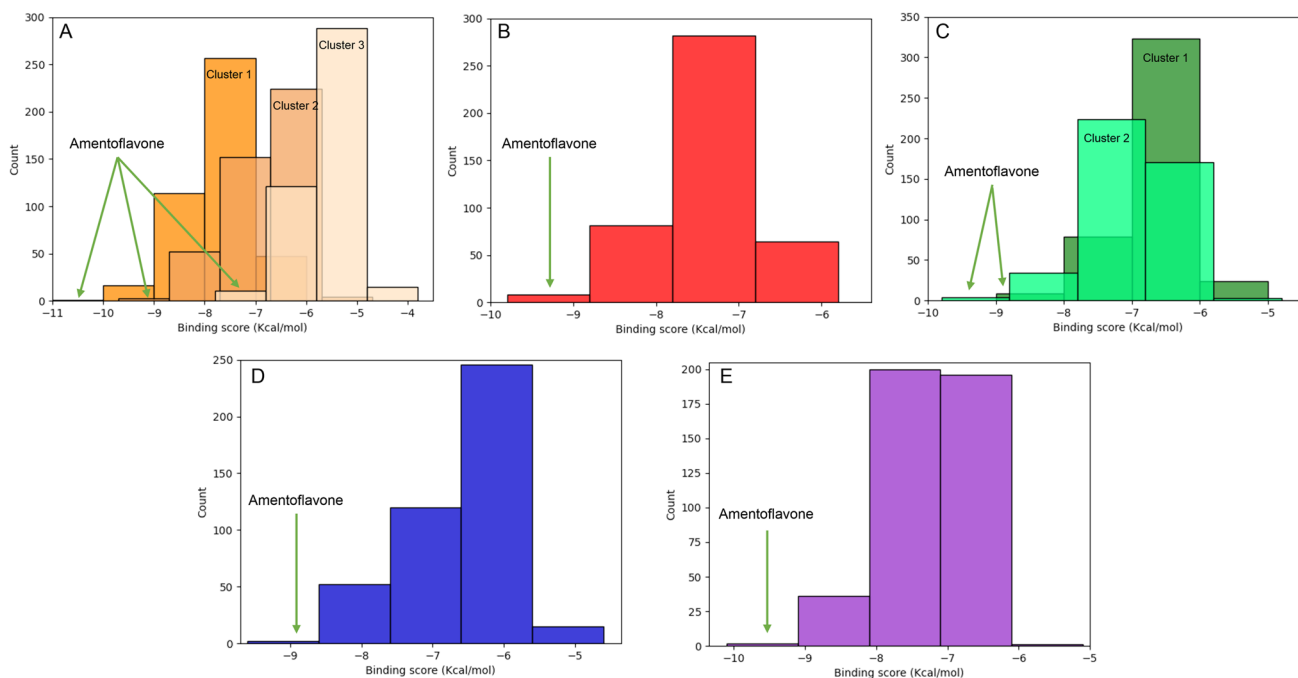 A
300
250
200
150
100
50
0
Count
Cluster 1
Cluster 2
Cluster 3
Amentoflavone
−11
−10
−9
−8
−7
−6
−5
−4
Binding score (Kcal/mol)
B
300
250
200
150
100
50
0
Count
Amentoflavone
−10
−9
−8
−7
−6
Binding score (Kcal/mol)
C
350
300
250
200
150
100
50
0
Count
Cluster 1
Cluster 2
Amentoflavone
−10
−9
−8
−7
−6
−5
Binding score (Kcal/mol)
D
250
200
150
100
50
0
Count
Amentoflavone
−9
−8
−7
−6
−5
Binding score (Kcal/mol)
E
200
175
150
125
100
75
50
25
0
Count
Amentoflavone
−10
−9
−8
−7
−6
−5
Binding score (Kcal/mol)